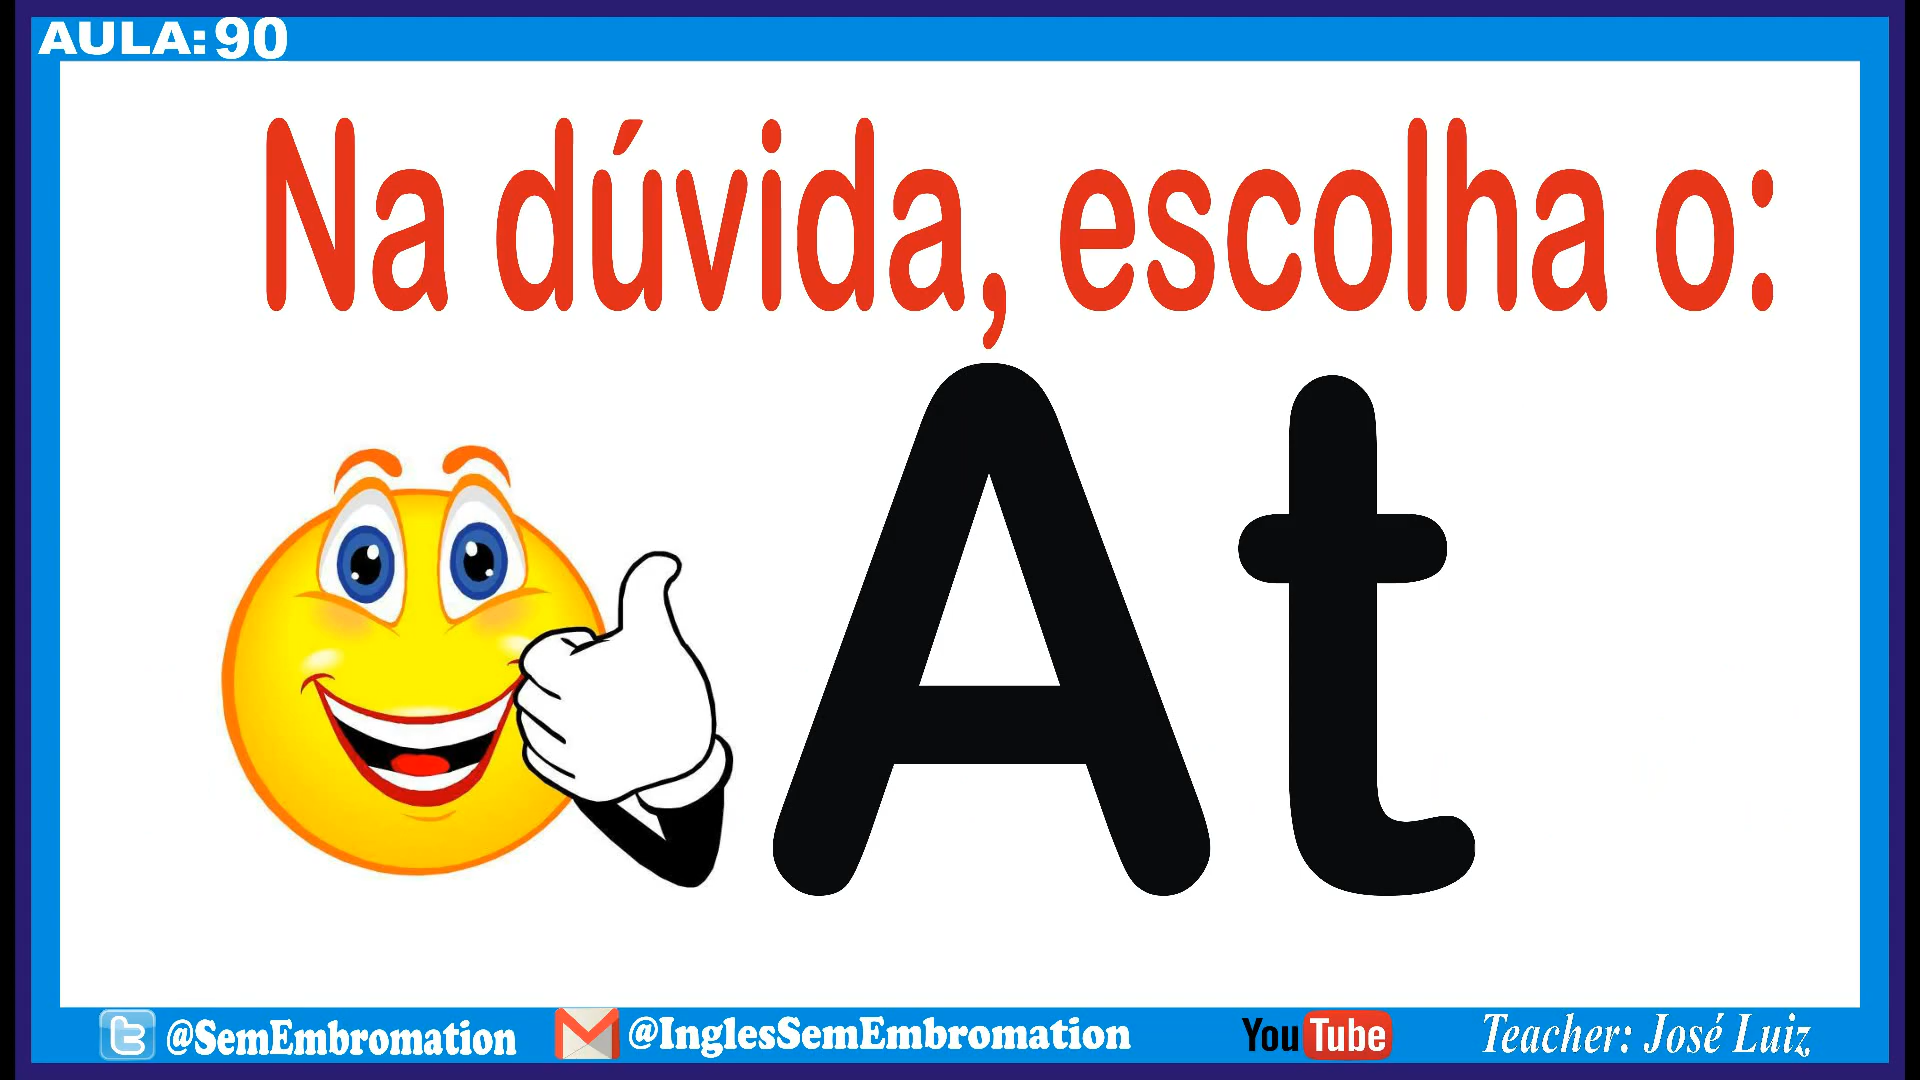 AULA: 90
Na dúvida, escolha o:
At
@SemEmbromation @InglesSemEmbromation YouTube Teacher: José Luiz